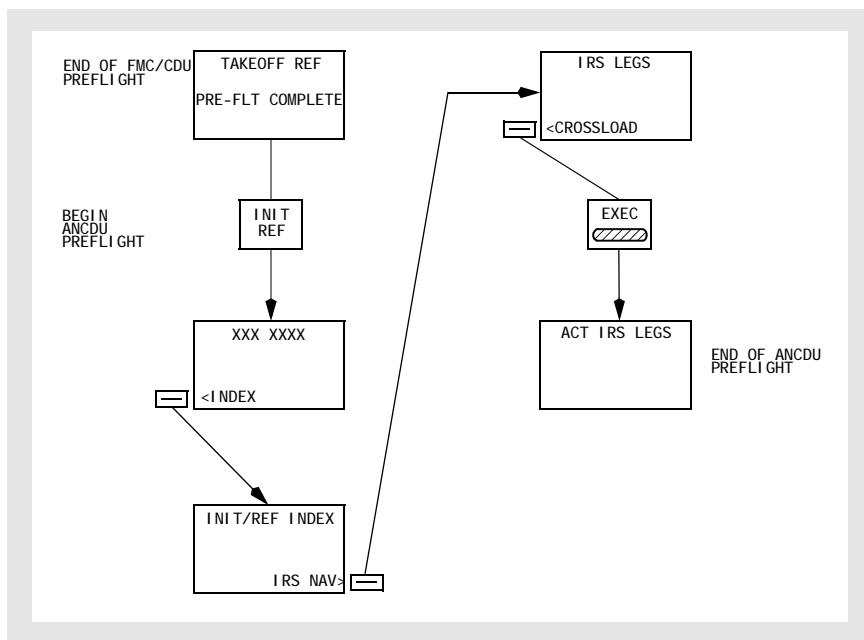 END OF FMC/CDU
PREFLIGHT
TAKEOFF REF
PRE-FLT COMPLETE
BEGIN
ANCDU
PREFLIGHT
INIT
REF
XXX XXXX
<INDEX
INIT/REF INDEX
IRS NAV>
IRS LEGS
<CROSSLOAD
EXEC
ACT IRS LEGS
END OF ANCDU
PREFLIGHT